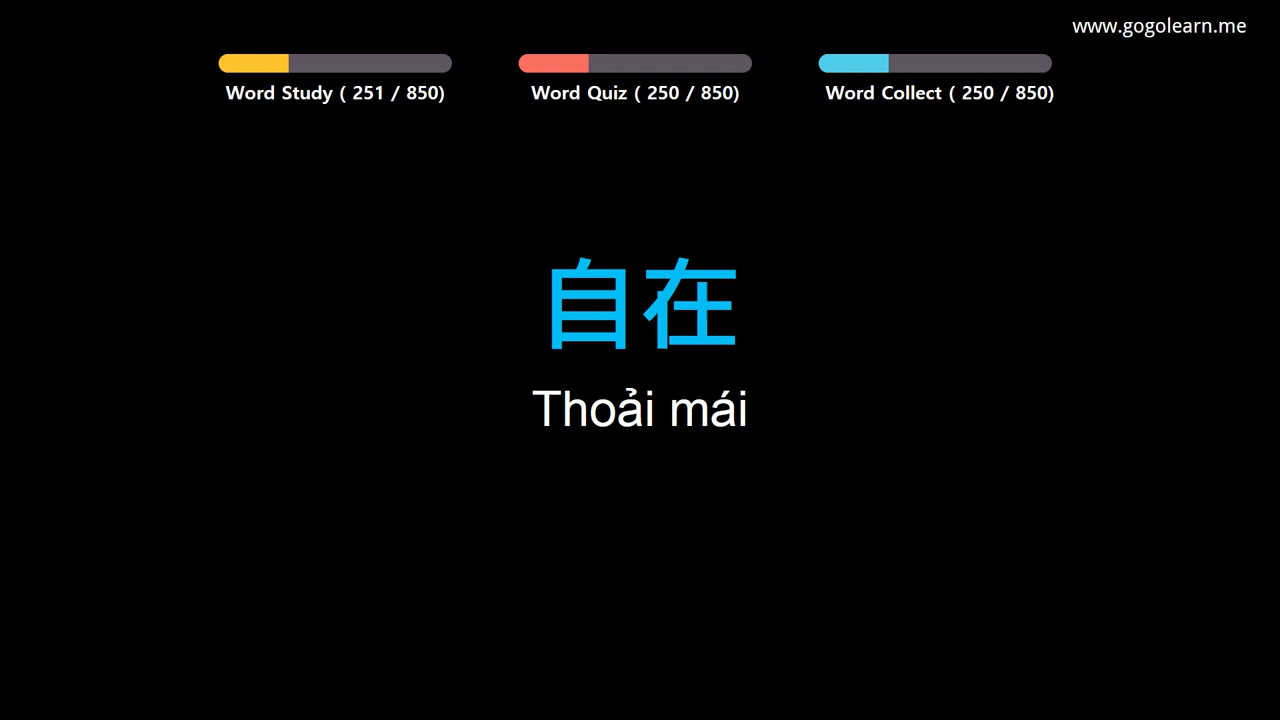 www.gogolearn.me
Word Study ( 251 / 850)
Word Quiz ( 250 / 850)
Word Collect ( 250 / 850)
自在
Thoải mái